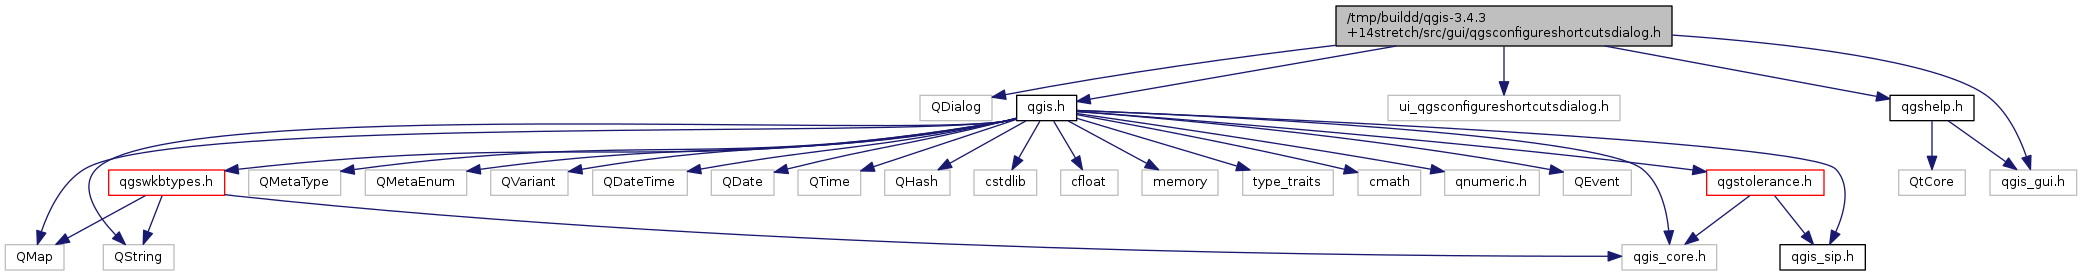 /tmp/buildd/qgis-3.4.3
+14stretch/src/gui/qgsconfigureshortcutsdialog.h
QDialog
qgis.h
ui_qgsconfigureshortcutsdialog.h
qgshelp.h
qgswkbtypes.h
QMetaType
QMetaEnum
QVariant
QDateTime
QDate
QTime
QHash
cstdlib
cfloat
memory
type_traits
cmath
qnumeric.h
QEvent
qgstolerance.h
QtCore
qgis_gui.h
QMap
QString
qgis_core.h
qgis_sip.h